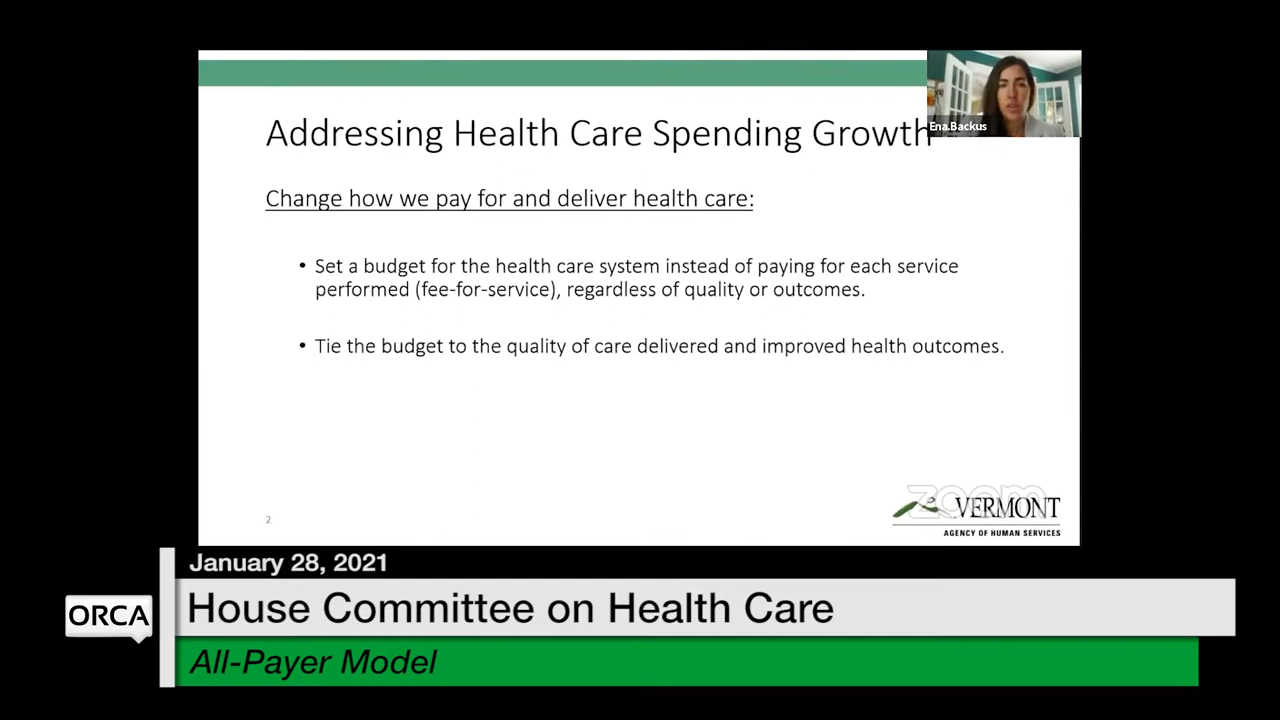 Ena.Backus
Addressing Health Care Spending Growth
Change how we pay for and deliver health care:
• Set a budget for the health care system instead of paying for each service
performed (fee-for-service), regardless of quality or outcomes.
• Tie the budget to the quality of care delivered and improved health outcomes.
2
zoom
VERMONT
AGENCY OF HUMAN SERVICES
January 28, 2021
House Committee on Health Care
ORCA
All-Payer Model